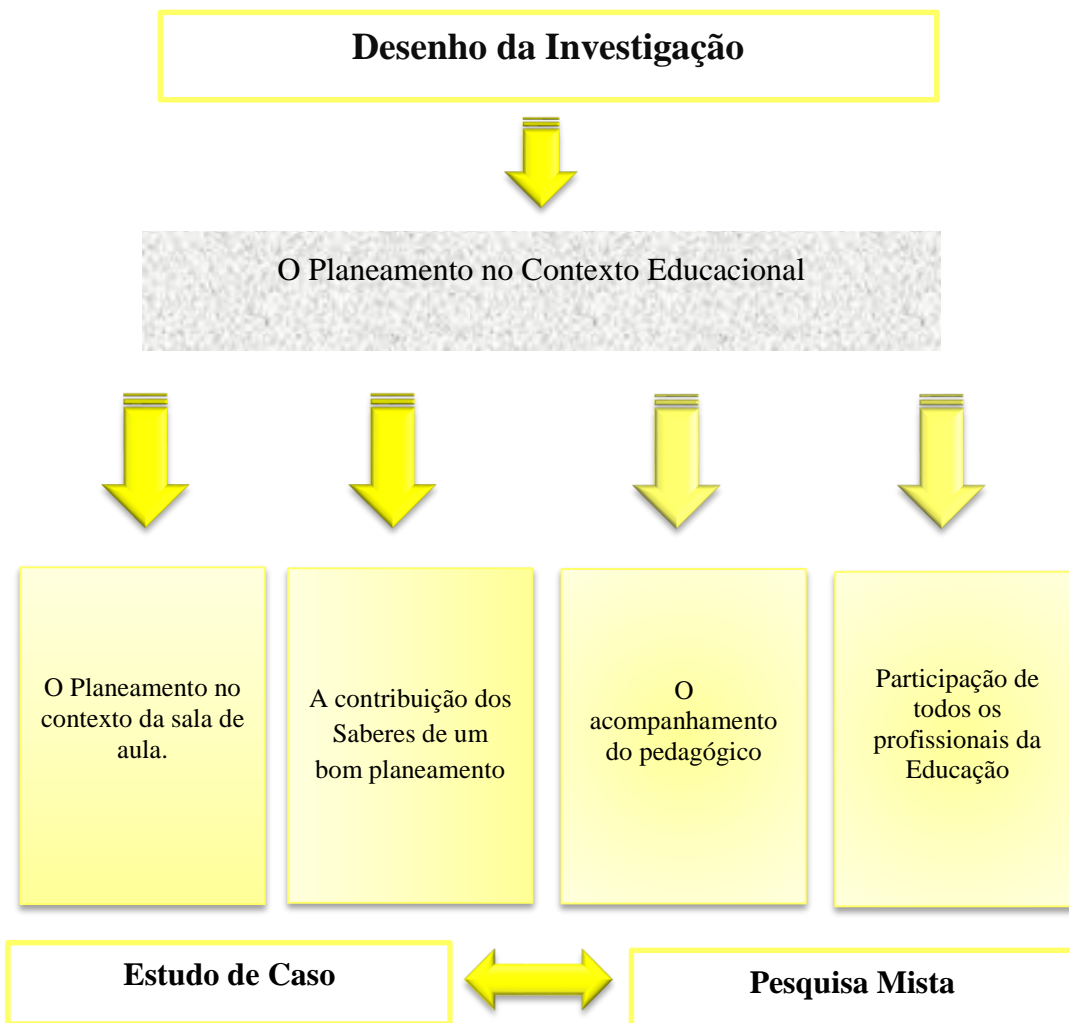 Desenho da Investigação
O Planeamento no Contexto Educacional
O Planeamento no
contexto da sala de
aula.
A contribuição dos
Saberes de um
bom planeamento
O
acompanhamento
do pedagógico
Participação de
todos os
profissionais da
Educação
Estudo de Caso
Pesquisa Mista